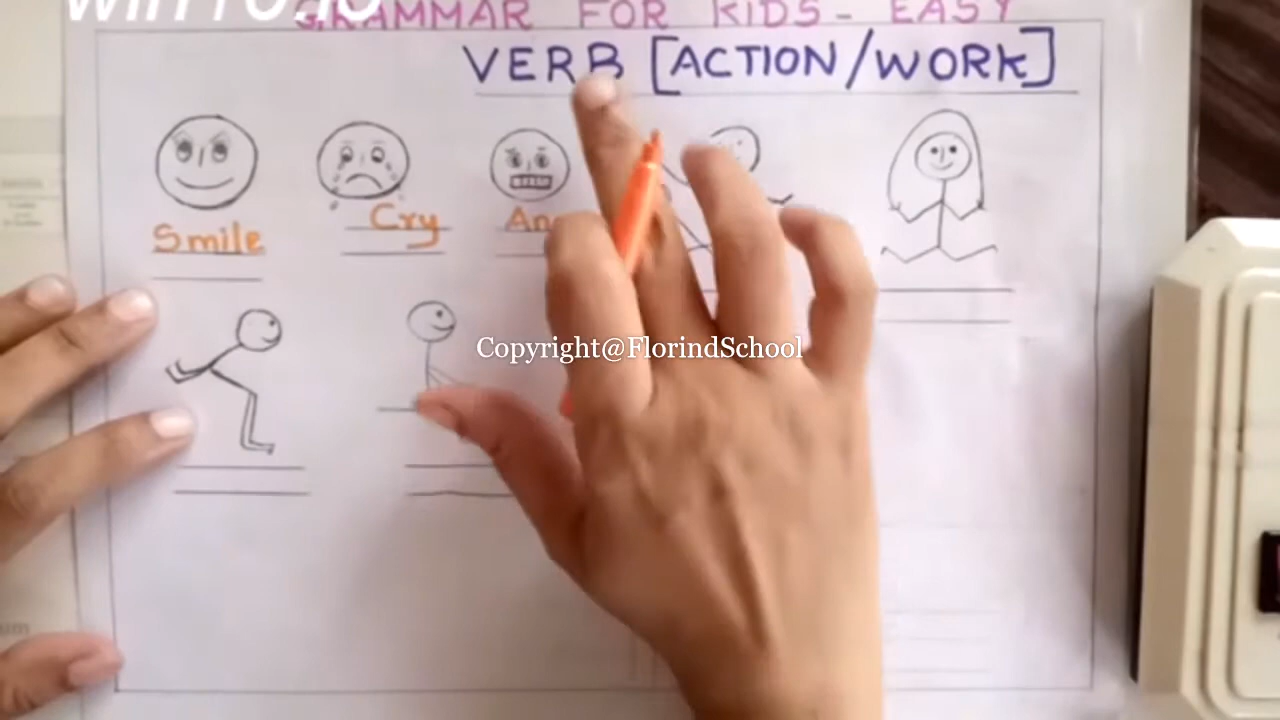 GRAMMAR FOR KIDS - EASY
VERB [ACTION/WORK]
Smile
Cry
Copyright@FlorindSchool